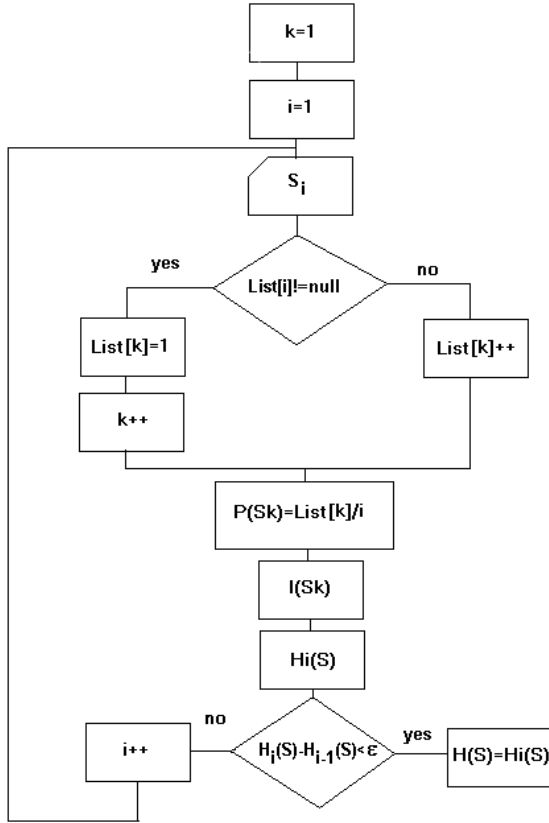 k=1
i=1
Si
yes
List[i]!=null
no
List[k]=1
List[k]++
k++
P(Sk)=List[k]/i
I(Sk)
Hi(S)
no
i++
Hi(S)-Hi-1(S)<ε
yes
H(S)=Hi(S)